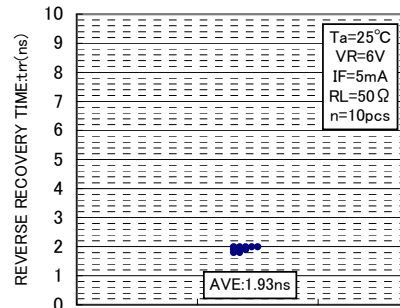 REVERSE RECOVERY TIME:trr(ns)
10
9
8
7
6
5
4
3
2
1
0
Ta=25°C
VR=6V
IF=5mA
RL=50Ω
n=10pcs
AVE:1.93ns